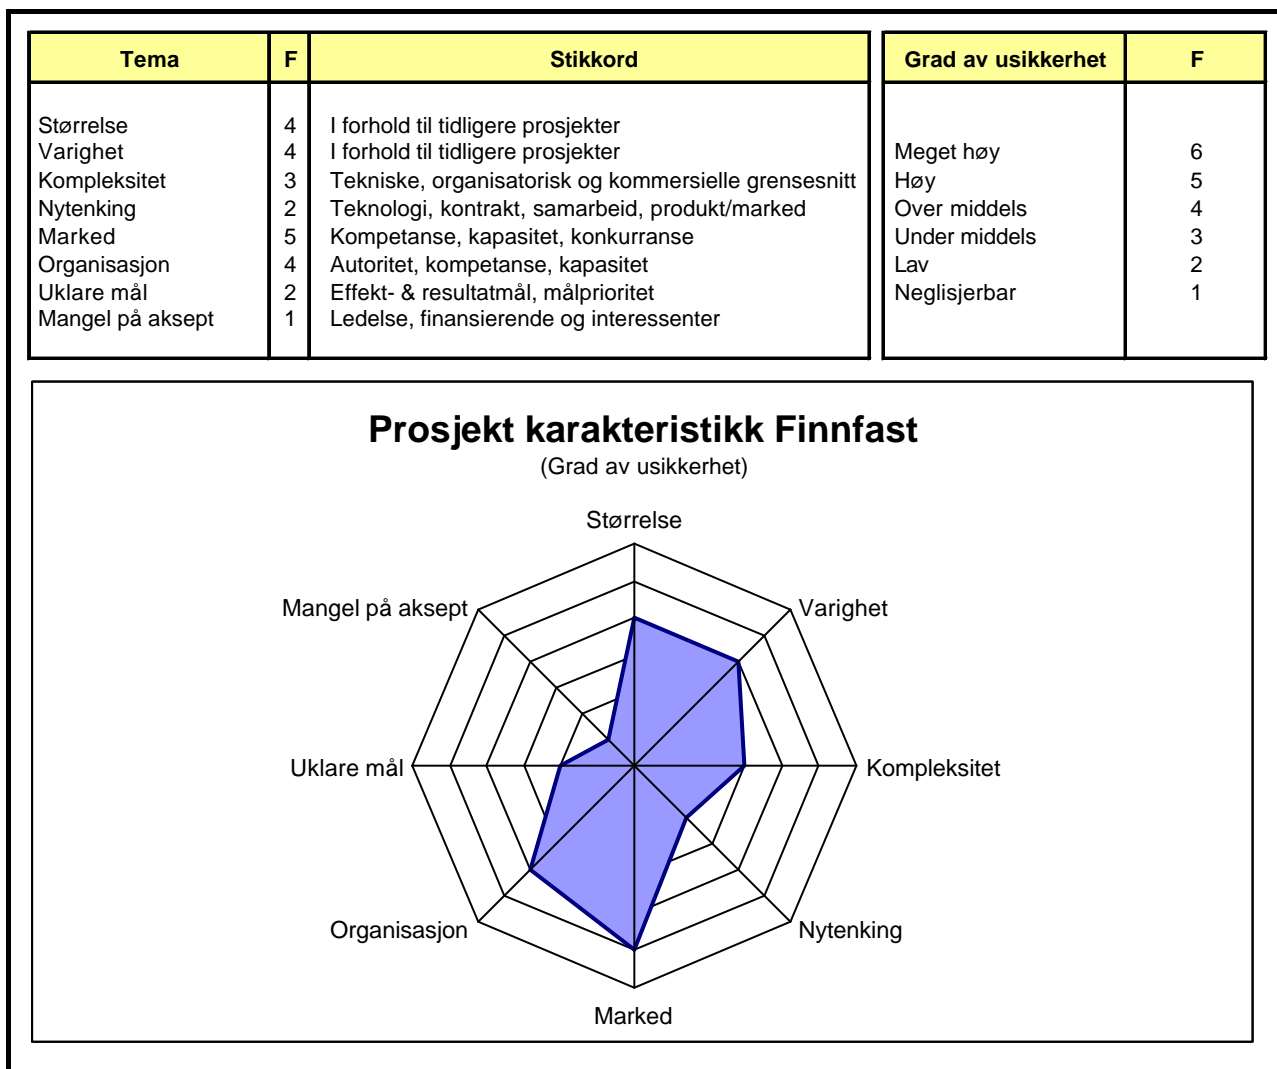 Tema F Stikkord
Størrelse 4 I forhold til tidligere prosjekter
Varighet 4 I forhold til tidligere prosjekter
Kompleksitet 3 Tekniske, organisatorisk og kommersielle grensesnitt
Nytenking 2 Teknologi, kontrakt, samarbeid, produkt/marked
Marked 5 Kompetanse, kapasitet, konkurranse
Organisasjon 4 Autoritet, kompetanse, kapasitet
Uklare mål 2 Effekt- & resultatmål, målprioritet
Mangel på aksept 1 Ledelse, finansierende og interessenter
Grad av usikkerhet F
Meget høy 6
Høy 5
Over middels 4
Under middels 3
Lav 2
Neglisjerbar 1
Prosjekt karakteristikk Finnfast
(Grad av usikkerhet)
Størrelse
Mangel på aksept
Varighet
Uklare mål
Kompleksitet
Organisasjon
Nytenking
Marked